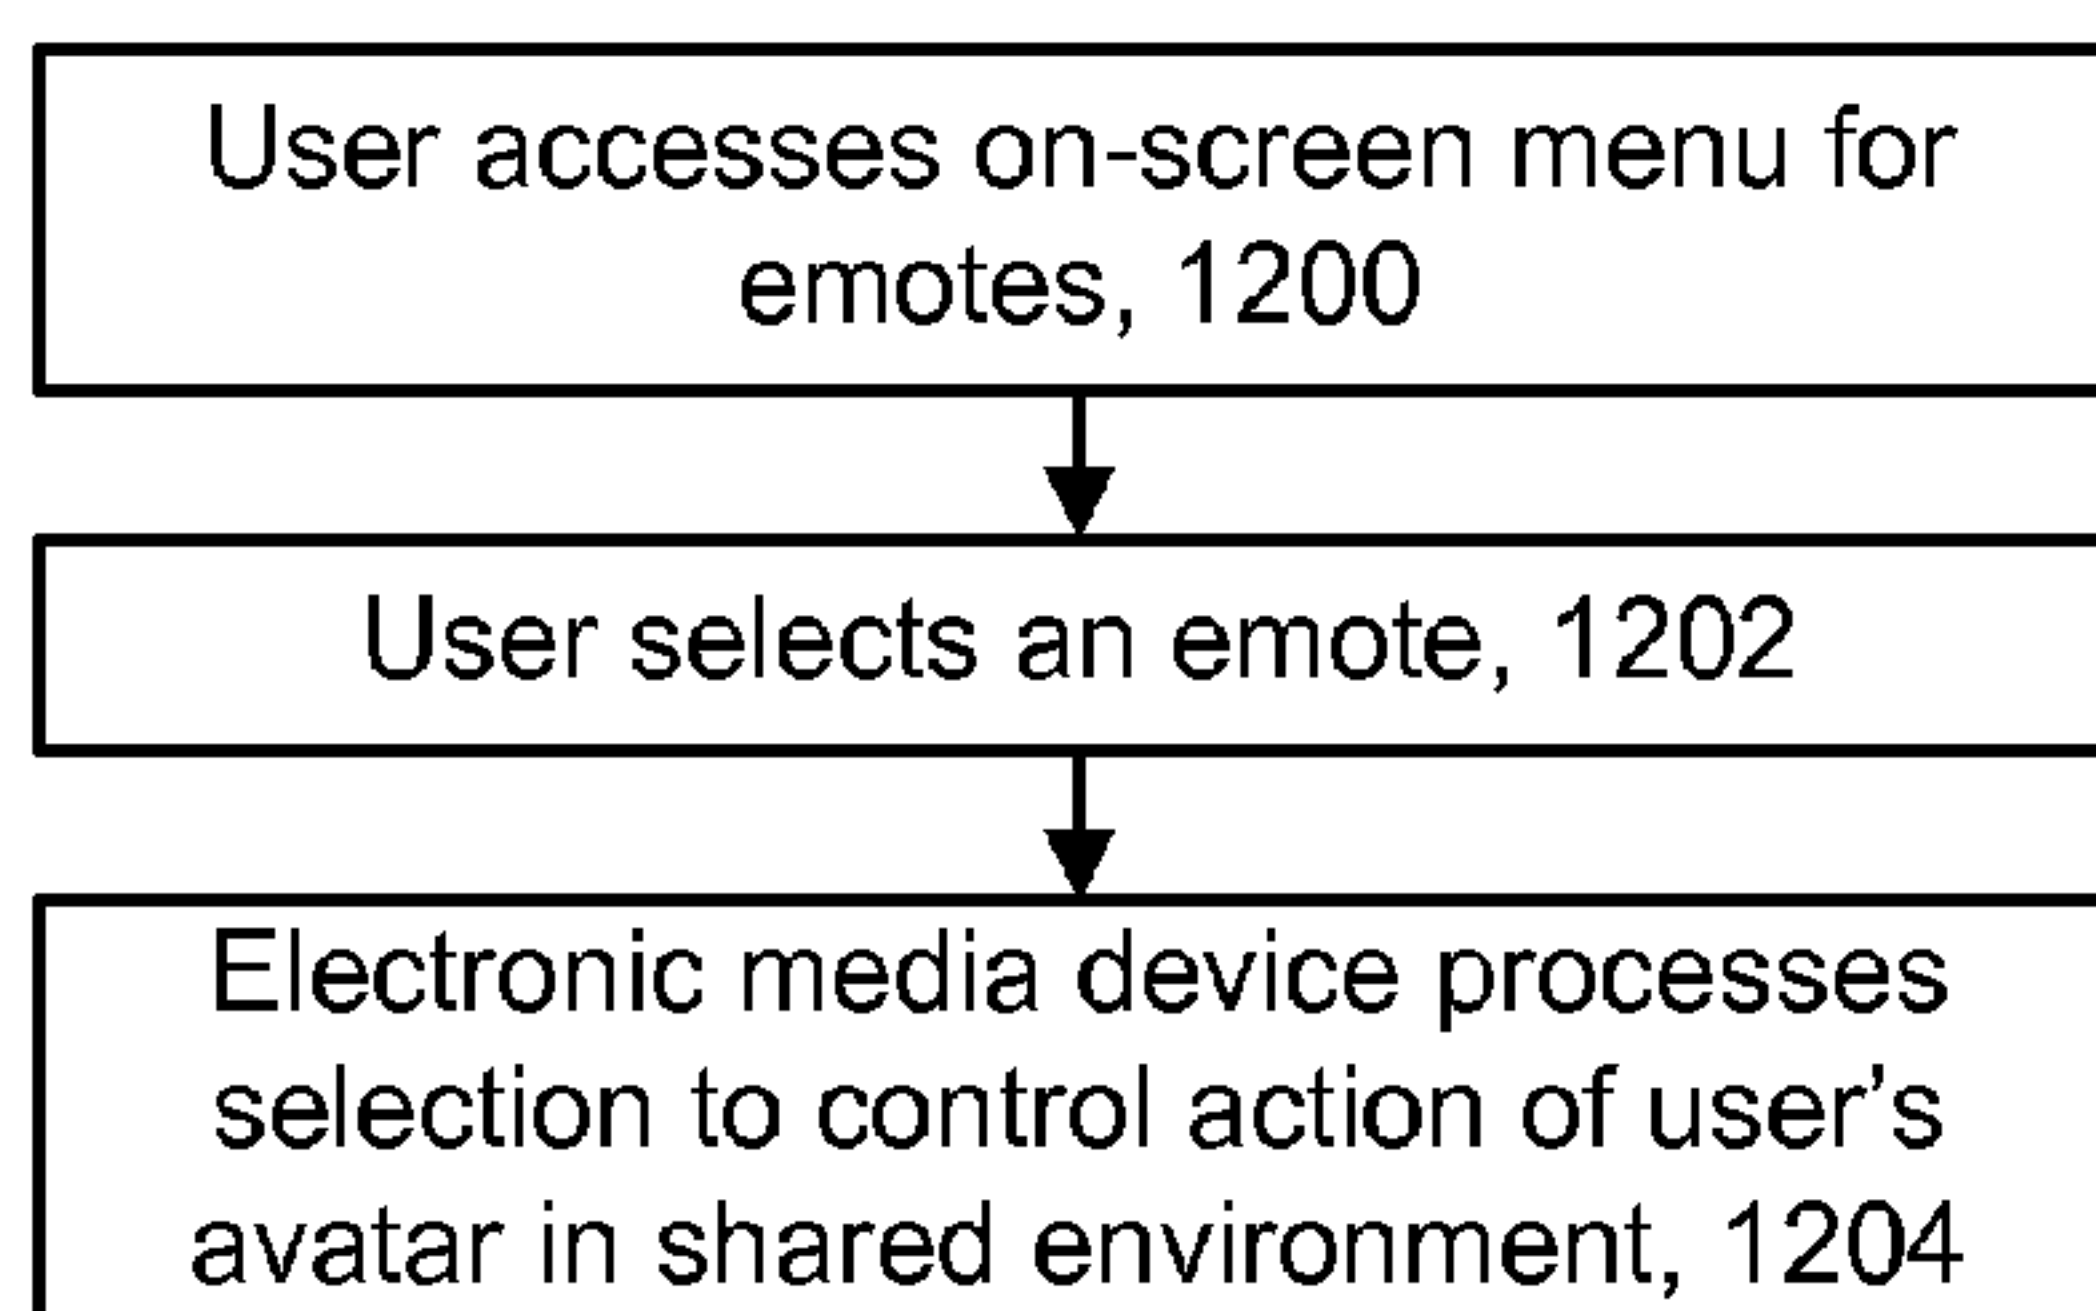 User accesses on-screen menu for
emotes, 1200
User selects an emote, 1202
Electronic media device processes
selection to control action of user’s
avatar in shared environment, 1204